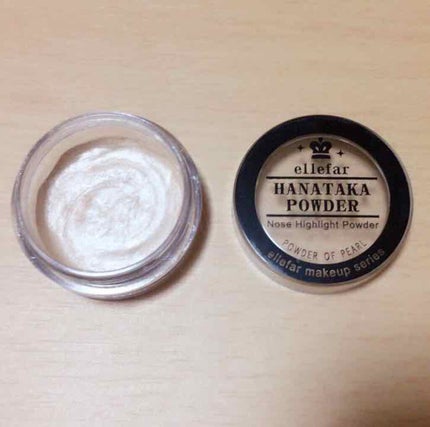 ellefar
HANATAKA
POWDER
Nose Highlight Powder
POWDER OF PEARL
ellefar makeup series